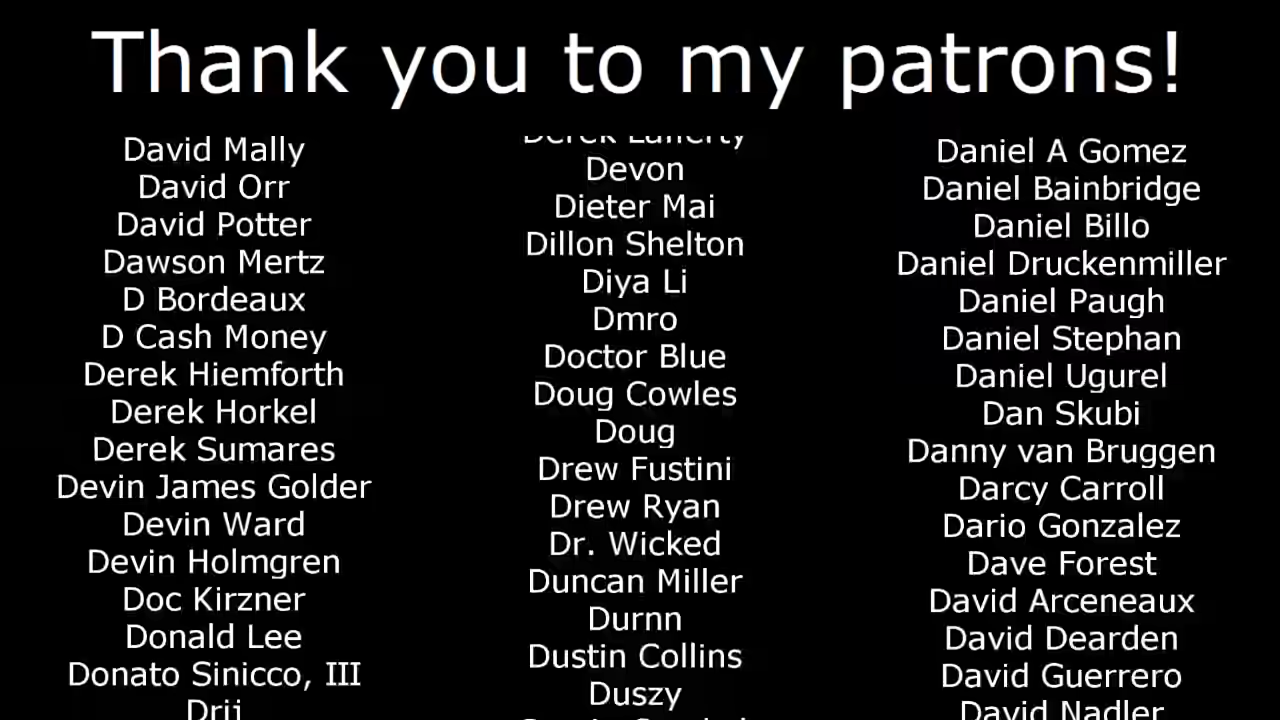 Thank you to my patrons!
David Mally
David Orr
David Potter
Dawson Mertz
D Bordeaux
D Cash Money
Derek Hiemforth
Derek Horkel
Derek Sumares
Devin James Golder
Devin Ward
Devin Holmgren
Doc Kirzner
Donald Lee
Donato Sinicco, III
Derek Lafferty
Devon
Dieter Mai
Dillon Shelton
Diya Li
Dmro
Doctor Blue
Doug Cowles
Doug
Drew Fustini
Drew Ryan
Dr. Wicked
Duncan Miller
Durnn
Dustin Collins
Duszy
Daniel A Gomez
Daniel Bainbridge
Daniel Billo
Daniel Druckenmiller
Daniel Paugh
Daniel Stephan
Daniel Ugurel
Dan Skubi
Danny van Bruggen
Darcy Carroll
Dario Gonzalez
Dave Forest
David Arceneaux
David Dearden
David Guerrero
David Nadler